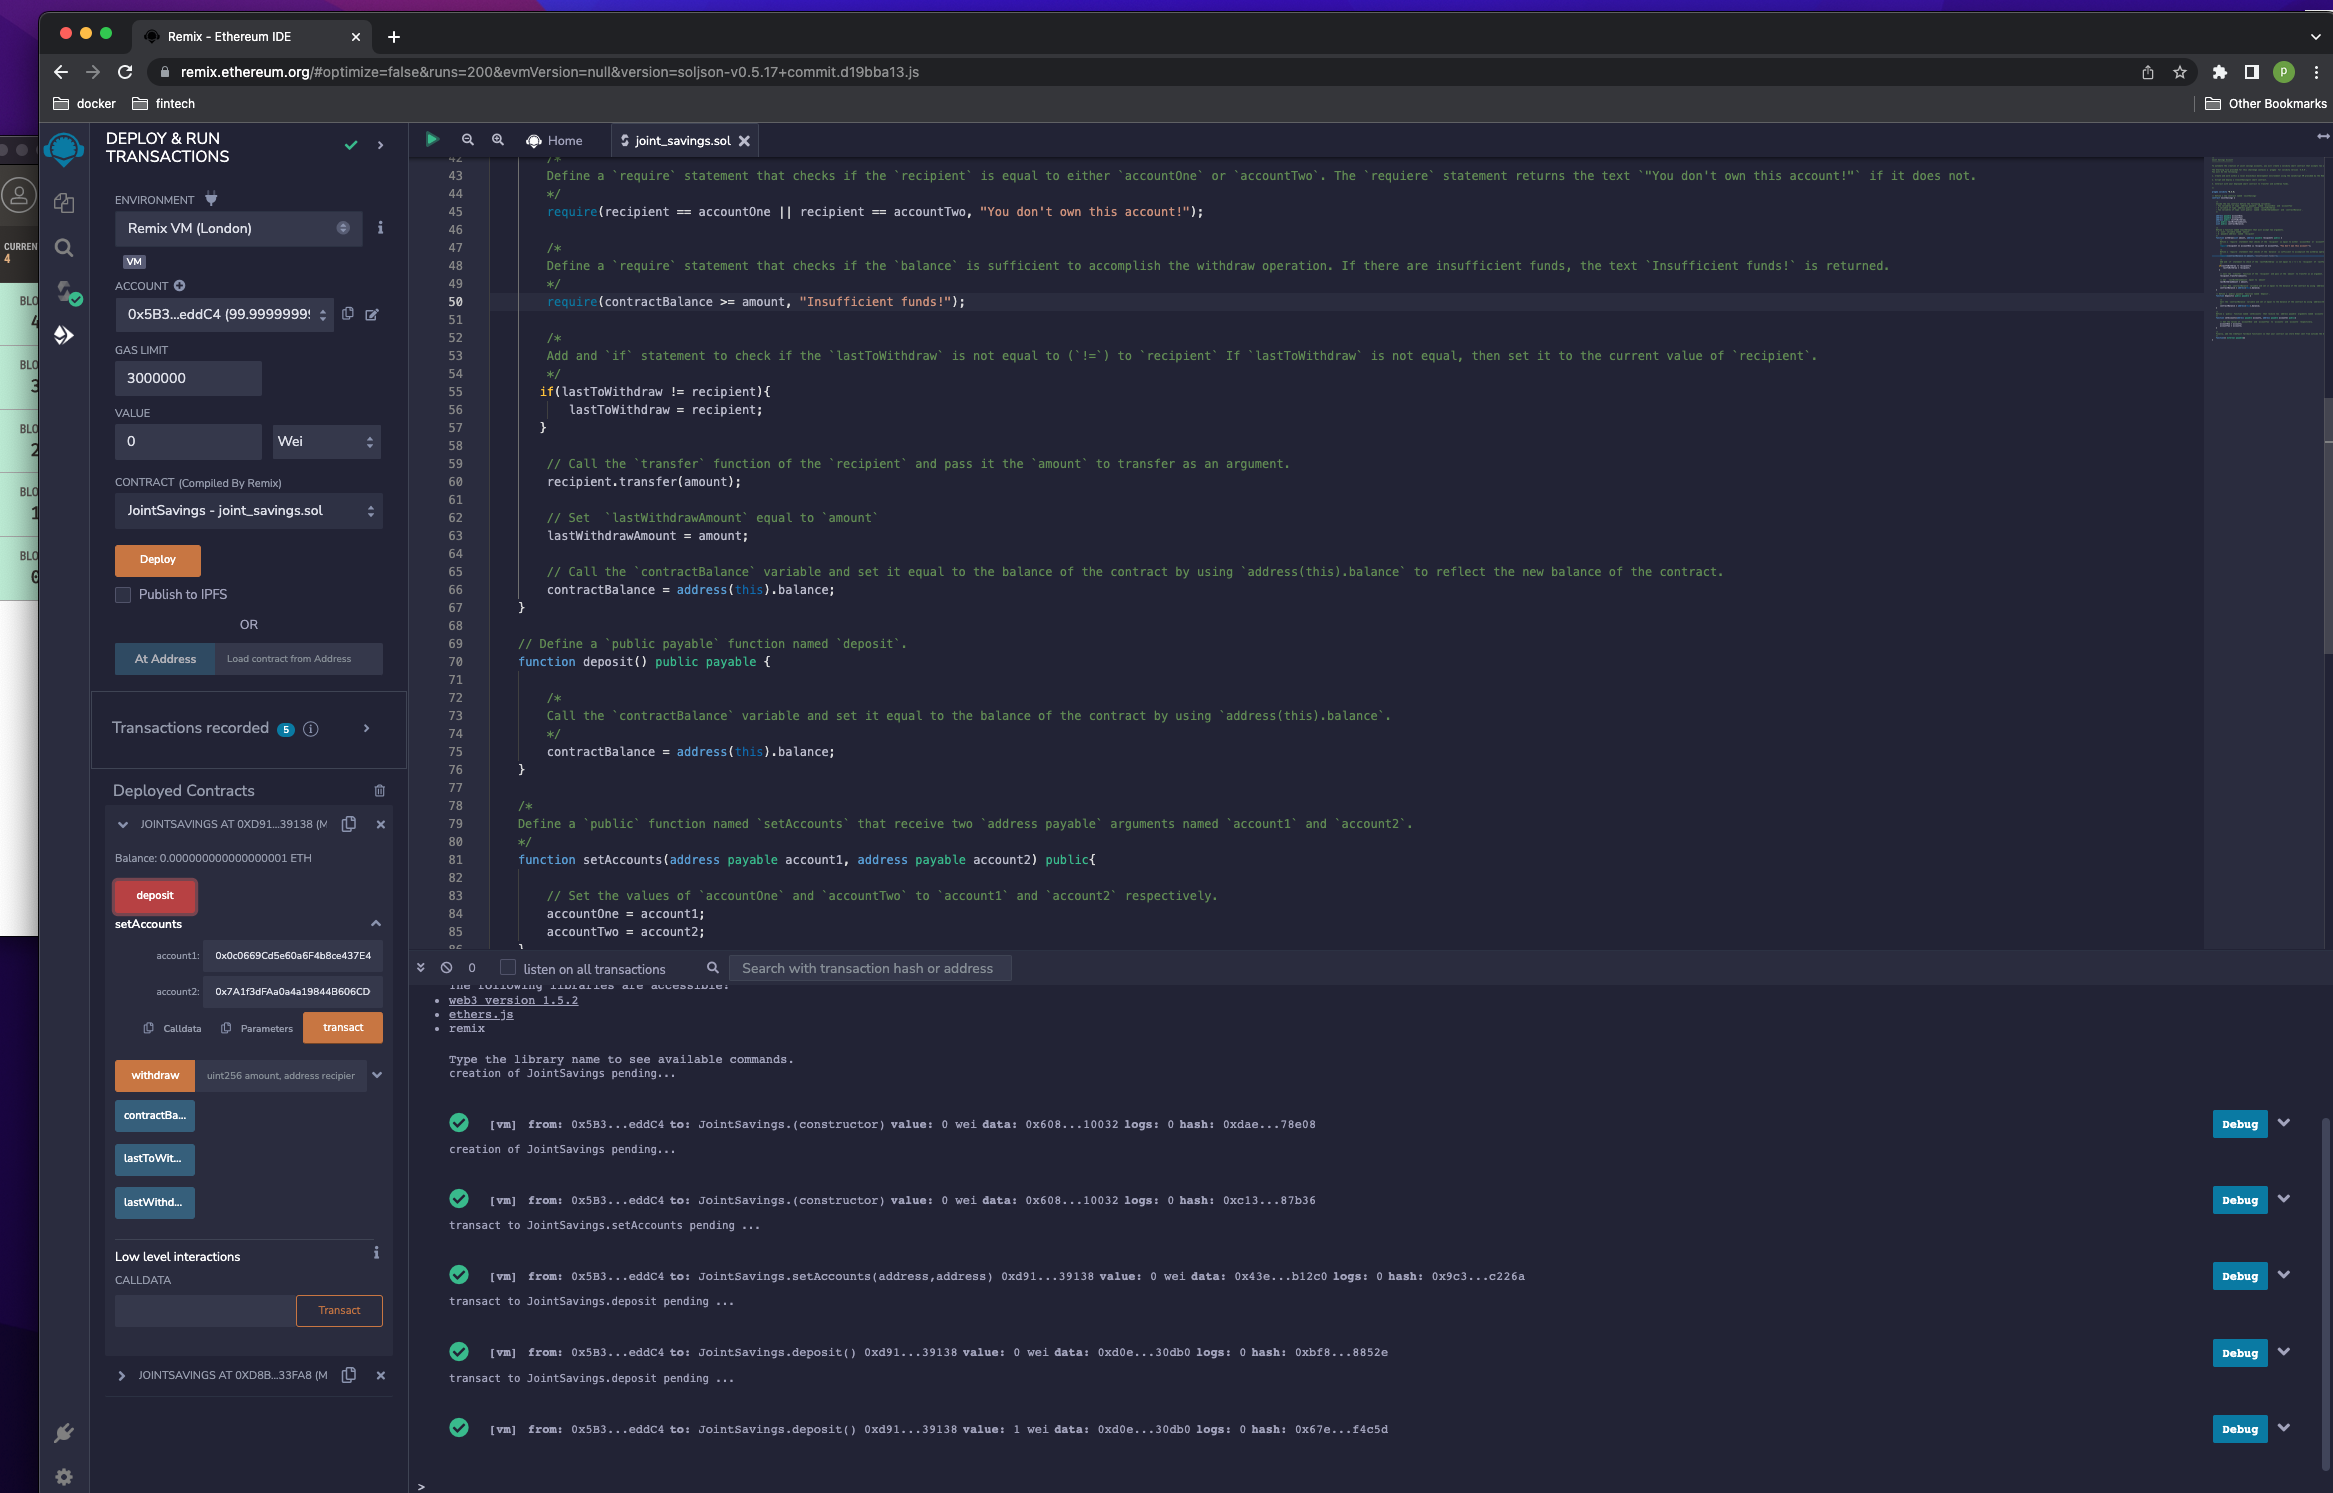 Remix - Ethereum IDE
remix.ethereum.org/#optimize=false&runs=200&evmVersion=null&version=soljson-v0.5.17+commit.d19bba13.js
P
docker
fintech
Other Bookmarks
CURREN
4
BLO
4
BLO
3
BLO
2
BLO
1
BLO
0
DEPLOY & RUN
TRANSACTIONS
ENVIRONMENT
Remix VM (London)
VM
ACCOUNT
0x5B3...eddC4 (99.9999999
GAS LIMIT
3000000
VALUE
0
Wei
CONTRACT (Compiled By Remix)
JointSavings - joint_savings.sol
Deploy
Publish to IPFS
OR
At Address
Load contract from Address
Transactions recorded 5
Deployed Contracts
JOINTSAVINGS AT 0XD91...39138 (M
Balance: 0.000000000000000001 ETH
deposit
setAccounts
account1: 0x0c0669Cd5e60a6F4b8ce437E4
account2: 0x7A1f3dFAa0a4a19844B606CD
Calldata
Parameters
transact
withdraw
uint256 amount, address recipier
contractBa...
lastToWit...
lastWithd...
Low level interactions
CALLDATA
Transact
JOINTSAVINGS AT 0XD8B...33FA8 (M
Home
joint_savings.sol
42 /*
43 Define a `require` statement that checks if the `recipient` is equal to either `accountOne` or `accountTwo`. The `requiere` statement returns the text `"You don't own this account!"` if it does not.
44 */
45 require(recipient == accountOne || recipient == accountTwo, "You don't own this account!");
46
47 /*
48 Define a `require` statement that checks if the `balance` is sufficient to accomplish the withdraw operation. If there are insufficient funds, the text `Insufficient funds!` is returned.
49 */
50 require(contractBalance >= amount, "Insufficient funds!");
51
52 /*
53 Add and `if` statement to check if the `lastToWithdraw` is not equal to (`!=`) to `recipient` If `lastToWithdraw` is not equal, then set it to the current value of `recipient`.
54 */
55 if(lastToWithdraw != recipient){
56 lastToWithdraw = recipient;
57 }
58
59 // Call the `transfer` function of the `recipient` and pass it the `amount` to transfer as an argument.
60 recipient.transfer(amount);
61
62 // Set  `lastWithdrawAmount` equal to `amount`
63 lastWithdrawAmount = amount;
64
65 // Call the `contractBalance` variable and set it equal to the balance of the contract by using `address(this).balance` to reflect the new balance of the contract.
66 contractBalance = address(this).balance;
67 }
68
69 // Define a `public payable` function named `deposit`.
70 function deposit() public payable {
71
72 /*
73 Call the `contractBalance` variable and set it equal to the balance of the contract by using `address(this).balance`.
74 */
75 contractBalance = address(this).balance;
76 }
77
78 /*
79 Define a `public` function named `setAccounts` that receive two `address payable` arguments named `account1` and `account2`.
80 */
81 function setAccounts(address payable account1, address payable account2) public{
82
83 // Set the values of `accountOne` and `accountTwo` to `account1` and `account2` respectively.
84 accountOne = account1;
85 accountTwo = account2;
86 }
0
listen on all transactions
Search with transaction hash or address
The following libraries are accessible:
• web3 version 1.5.2
• ethers.js
• remix
Type the library name to see available commands.
creation of JointSavings pending...
[vm] from: 0x5B3...eddC4 to: JointSavings.(constructor) value: 0 wei data: 0x608...10032 logs: 0 hash: 0xdae...78e08
Debug
creation of JointSavings pending...
[vm] from: 0x5B3...eddC4 to: JointSavings.(constructor) value: 0 wei data: 0x608...10032 logs: 0 hash: 0xc13...87b36
Debug
transact to JointSavings.setAccounts pending ...
[vm] from: 0x5B3...eddC4 to: JointSavings.setAccounts(address,address) 0xd91...39138 value: 0 wei data: 0x43e...b12c0 logs: 0 hash: 0x9c3...c226a
Debug
transact to JointSavings.deposit pending ...
[vm] from: 0x5B3...eddC4 to: JointSavings.deposit() 0xd91...39138 value: 0 wei data: 0xd0e...30db0 logs: 0 hash: 0xbf8...8852e
Debug
transact to JointSavings.deposit pending ...
[vm] from: 0x5B3...eddC4 to: JointSavings.deposit() 0xd91...39138 value: 1 wei data: 0xd0e...30db0 logs: 0 hash: 0x67e...f4c5d
Debug
>